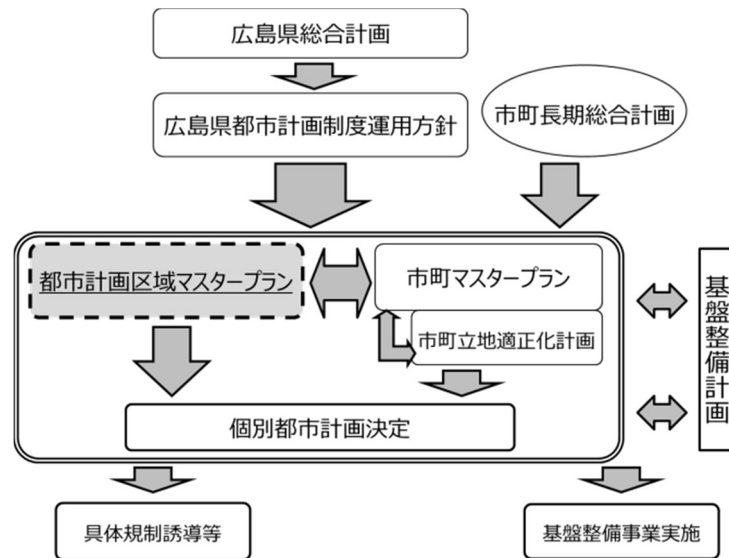 広島県総合計画
広島県都市計画制度運用方針
市町長期総合計画
都市計画区域マスタープラン
市町マスタープラン
市町立地適正化計画
基盤整備計画
個別都市計画決定
具体規制誘導等
基盤整備事業実施